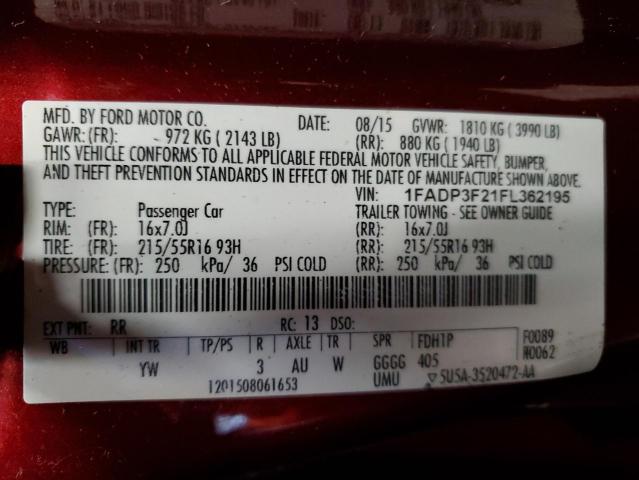 MFD. BY FORD MOTOR CO. DATE: 08/15 GVWR: 1810 KG ( 3990 LB)
GAWR: (FR): 972 KG ( 2143 LB) (RR): 880 KG ( 1940 LB)
THIS VEHICLE CONFORMS TO ALL APPLICABLE FEDERAL MOTOR VEHICLE SAFETY, BUMPER,
AND THEFT PREVENTION STANDARDS IN EFFECT ON THE DATE OF MANUFACTURE SHOWN ABOVE.
VIN: 1FADP3F21FL362195
TYPE: Passenger Car TRAILER TOWING - SEE OWNER GUIDE
RIM: (FR): 16x7.0J (RR): 16x7.0J
TIRE: (FR): 215/55R16 93H (RR): 215/55R16 93H
PRESSURE: (FR): 250 kPa/ 36 PSI COLD (RR): 250 kPa/ 36 PSI COLD
EXT PNT: RR RC: 13 DSO: F0089
WB INT TR TP/PS R AXLE TR SPR FDH1P N0062
YW 3 AU W GGGG 405
1201508061653 UMU ▽ 5USA-3520472-AA